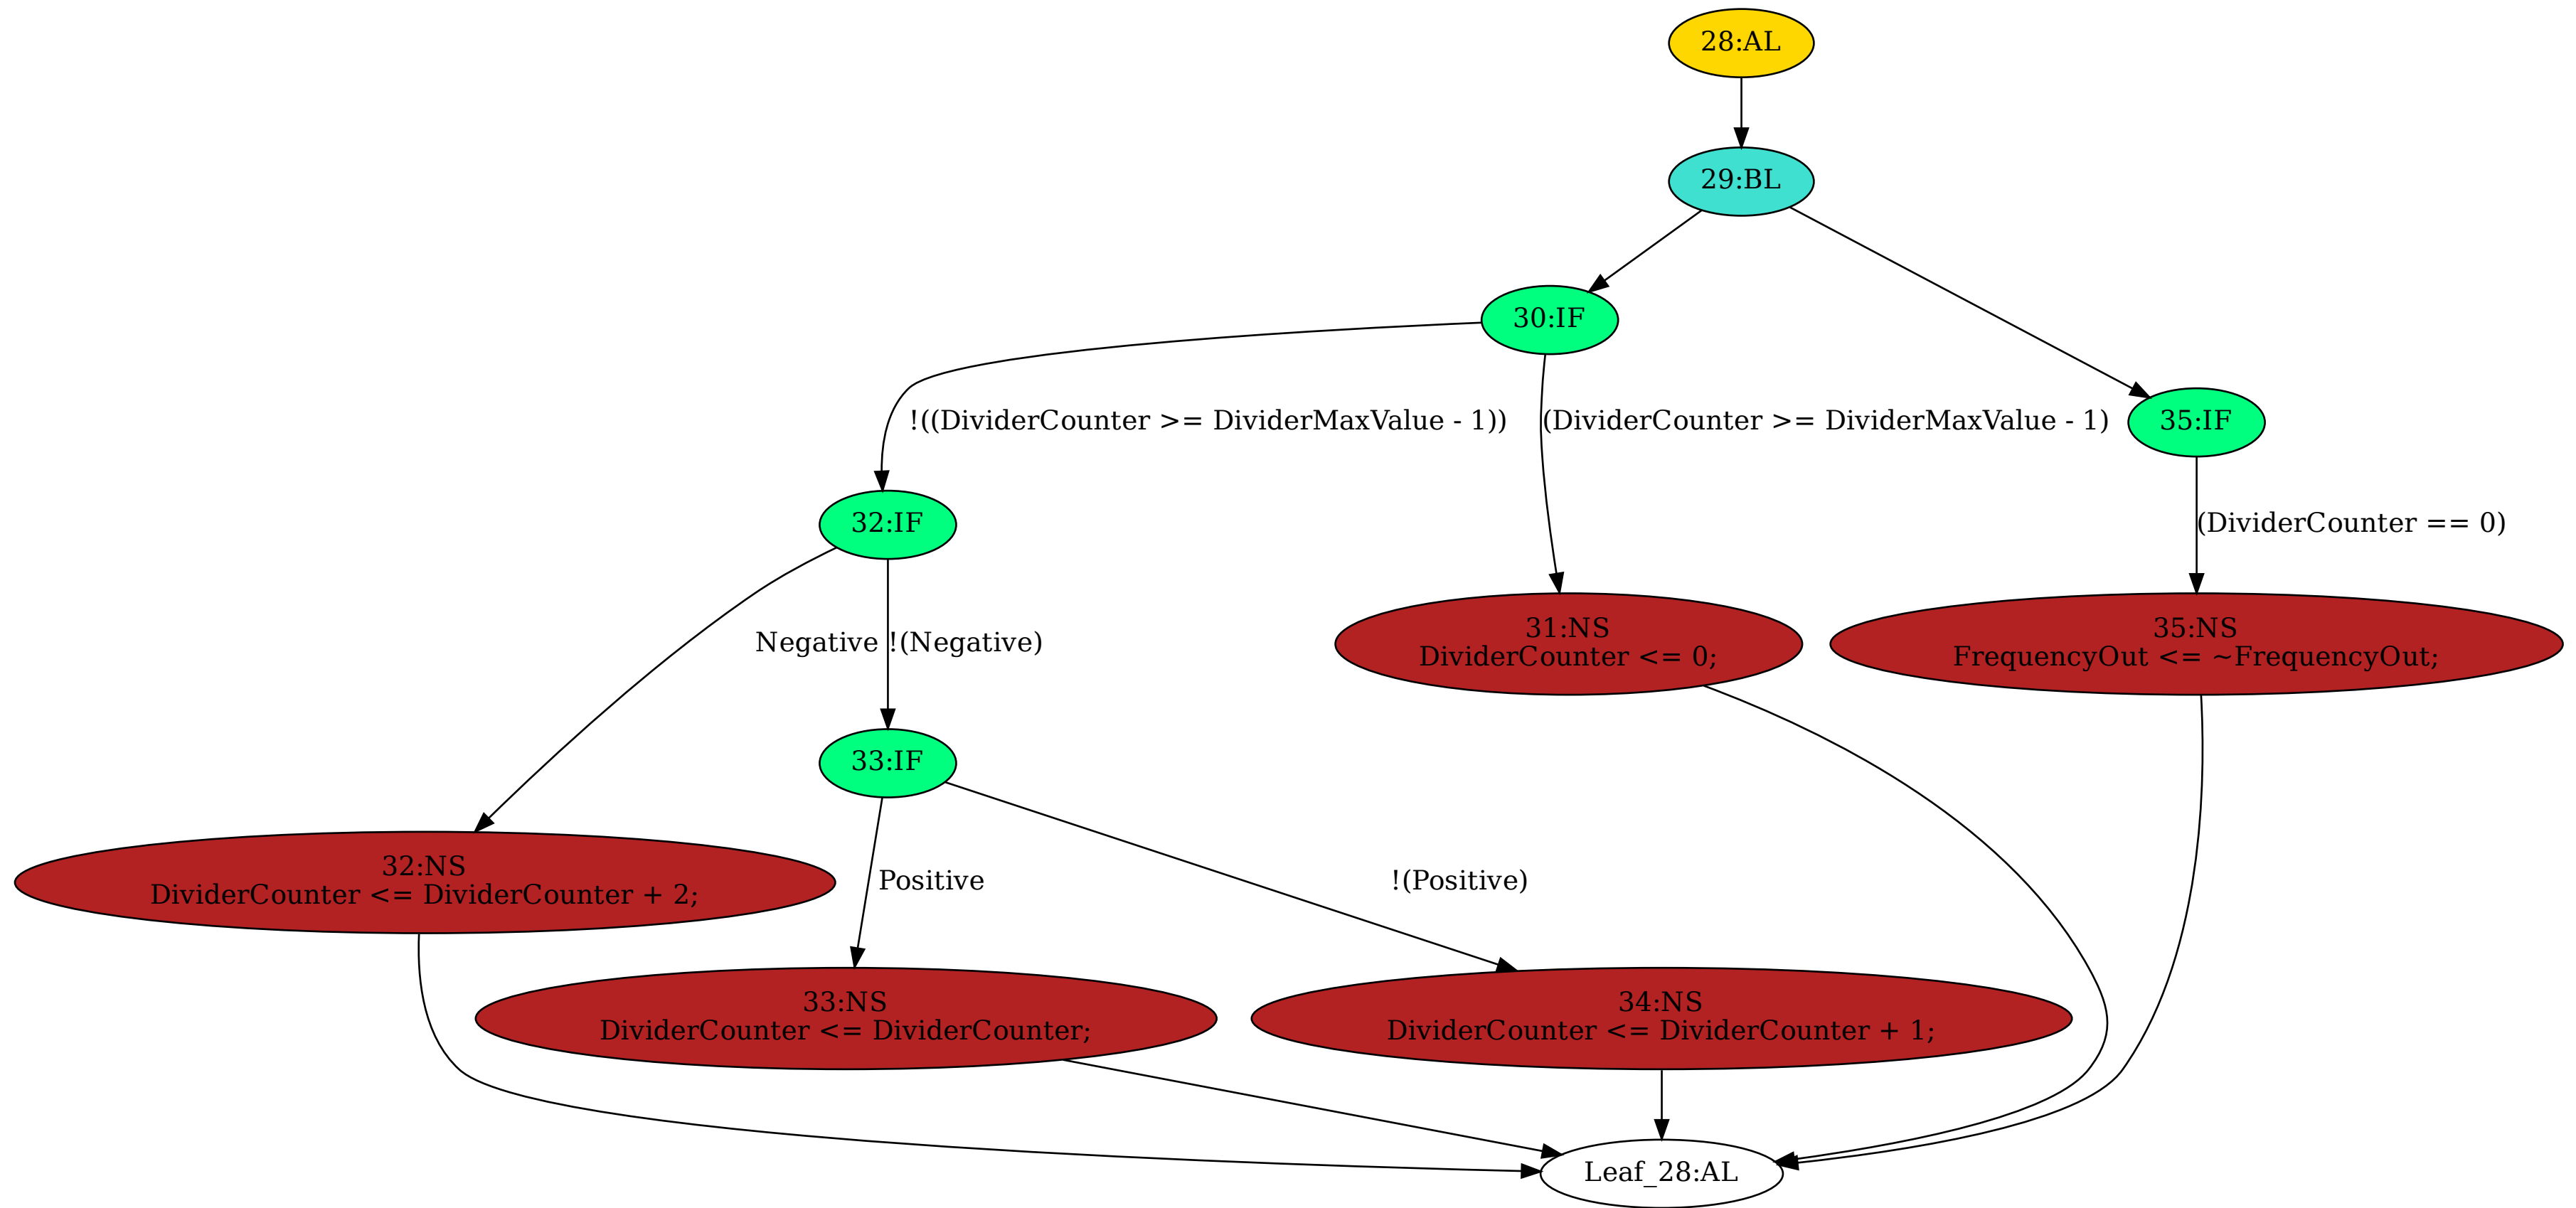 28:AL
29:BL
30:IF
!((DividerCounter >= DividerMaxValue - 1))
(DividerCounter >= DividerMaxValue - 1)
35:IF
32:IF
(DividerCounter == 0)
Negative
!(Negative)
31:NS
DividerCounter <= 0;
35:NS
FrequencyOut <= ~FrequencyOut;
33:IF
32:NS
DividerCounter <= DividerCounter + 2;
Positive
!(Positive)
33:NS
DividerCounter <= DividerCounter;
34:NS
DividerCounter <= DividerCounter + 1;
Leaf_28:AL